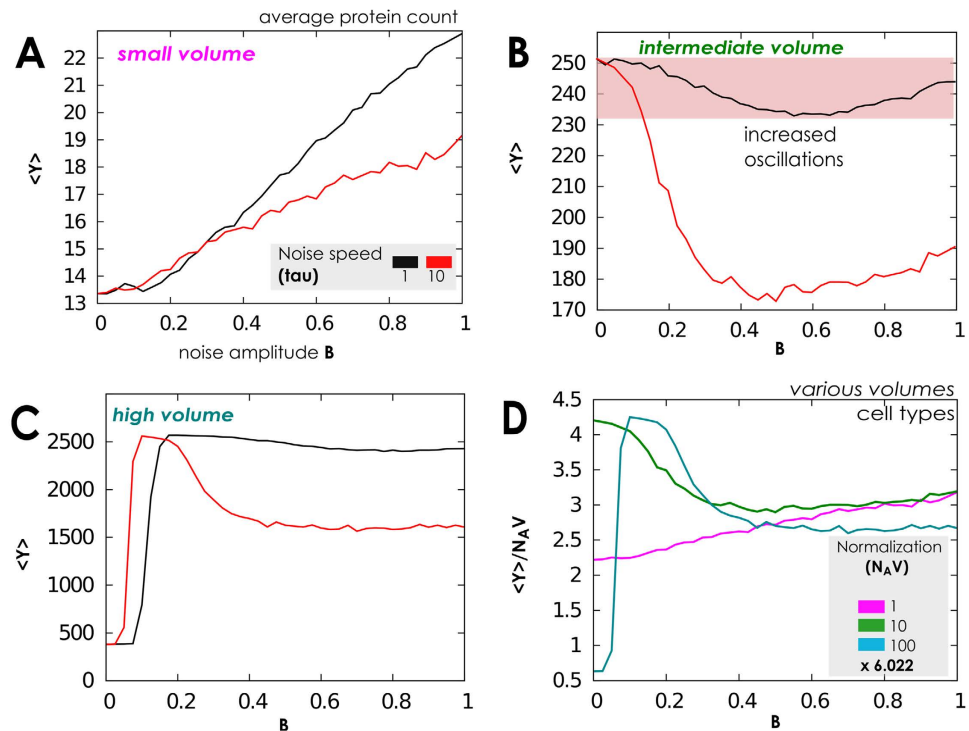 average protein count
A
small volume
22
21
20
19
18
17
16
15
14
13
<Y>
Noise speed
(tau)
1 10
0 0.2 0.4 0.6 0.8 1
noise amplitude B
B
intermediate volume
250
240
230
220
210
200
190
180
170
<Y>
increased
oscillations
0 0.2 0.4 0.6 0.8 1
B
C
high volume
2500
2000
1500
1000
500
0
<Y>
0 0.2 0.4 0.6 0.8 1
B
various volumes
cell types
D
4.5
4
3.5
3
2.5
2
1.5
1
0.5
<Y>/NAV
Normalization
(NAV)
1
10
100
x 6.022
0 0.2 0.4 0.6 0.8 1
B